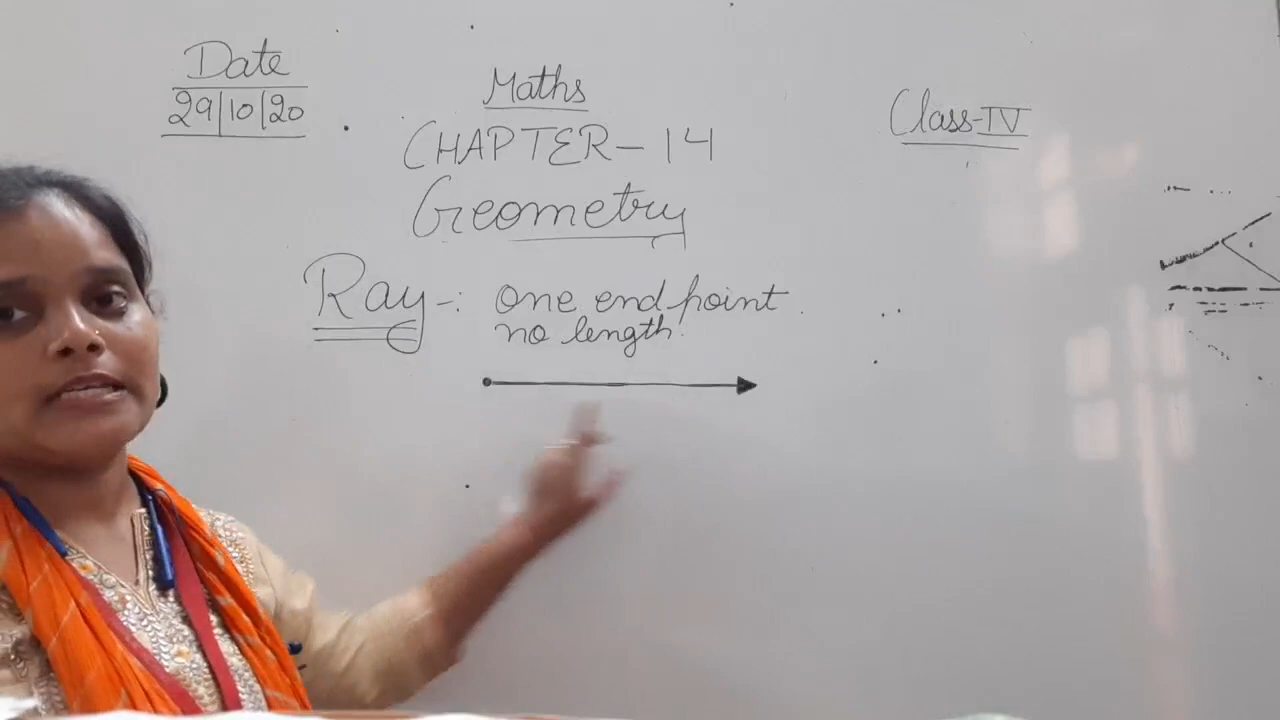 Date
29/10/20
Maths
Class-IV
CHAPTER-14
Geometry
Ray-: one end point
no length.